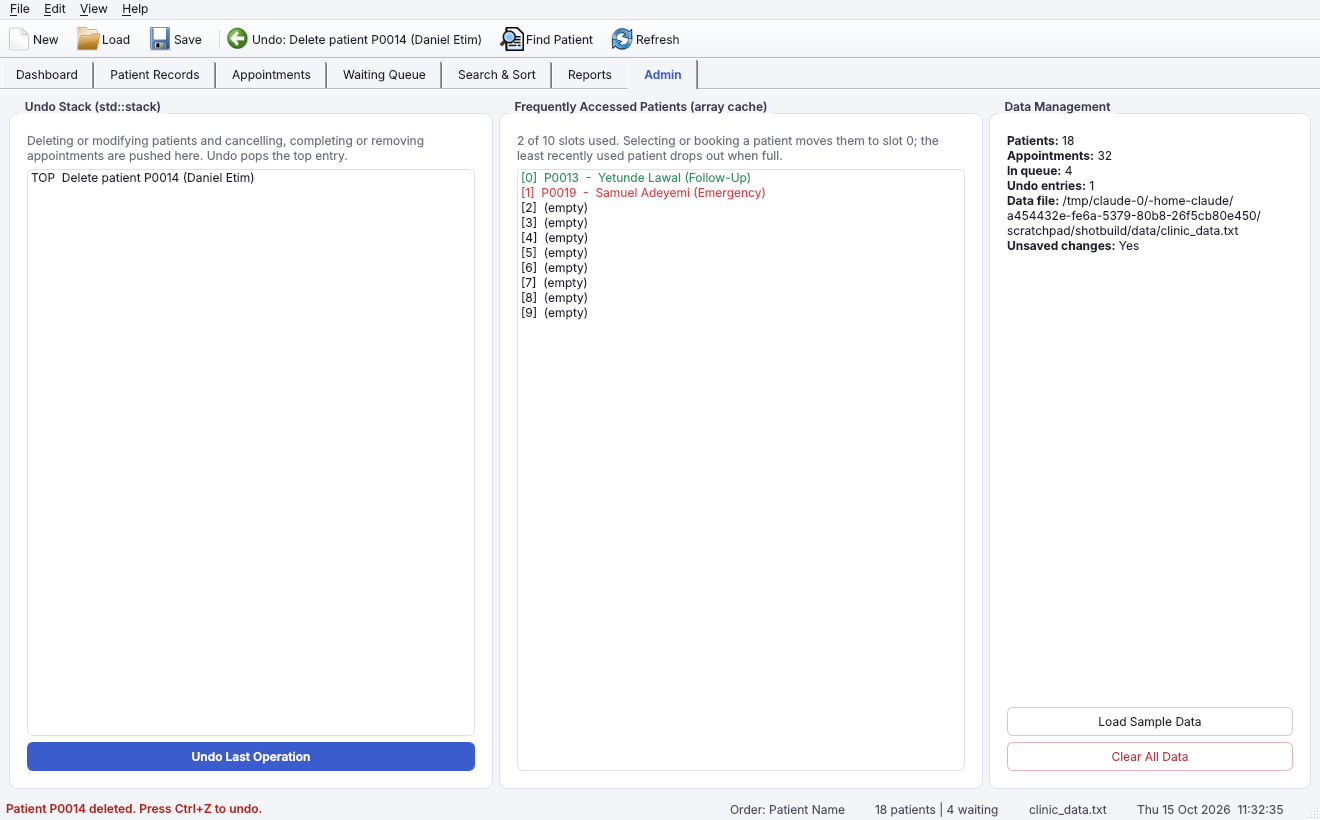 File Edit View Help
New Load Save Undo: Delete patient P0014 (Daniel Etim) Find Patient Refresh
Dashboard Patient Records Appointments Waiting Queue Search & Sort Reports Admin
Undo Stack (std::stack)
Deleting or modifying patients and cancelling, completing or removing
appointments are pushed here. Undo pops the top entry.
TOP Delete patient P0014 (Daniel Etim)
Undo Last Operation
Frequently Accessed Patients (array cache)
2 of 10 slots used. Selecting or booking a patient moves them to slot 0; the
least recently used patient drops out when full.
[0] P0013 - Yetunde Lawal (Follow-Up)
[1] P0019 - Samuel Adeyemi (Emergency)
[2] (empty)
[3] (empty)
[4] (empty)
[5] (empty)
[6] (empty)
[7] (empty)
[8] (empty)
[9] (empty)
Data Management
Patients: 18
Appointments: 32
In queue: 4
Undo entries: 1
Data file: /tmp/claude-0/-home-claude/
a454432e-fe6a-5379-80b8-26f5cb80e450/
scratchpad/shotbuild/data/clinic_data.txt
Unsaved changes: Yes
Load Sample Data
Clear All Data
Patient P0014 deleted. Press Ctrl+Z to undo.
Order: Patient Name 18 patients | 4 waiting clinic_data.txt Thu 15 Oct 2026 11:32:35